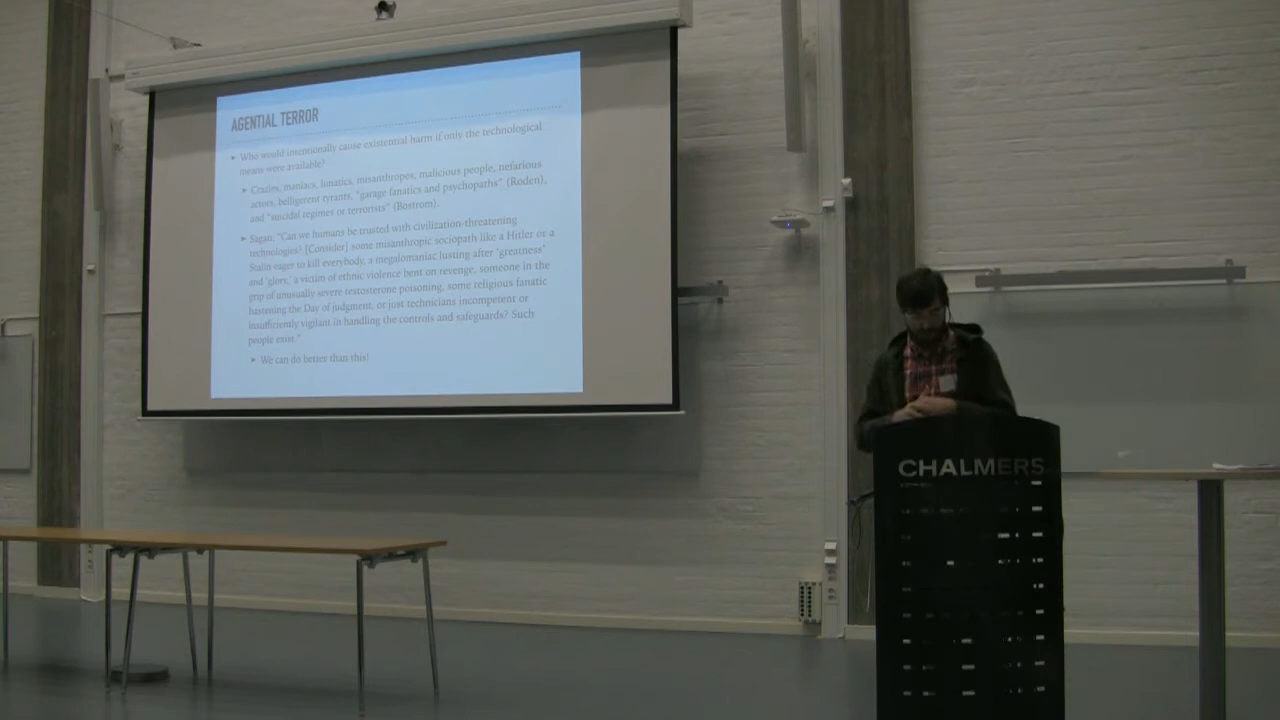 AGENTIAL TERROR
➤ Who would intentionally cause existential harm if only the technological
means were available?
➤ Crazies, maniacs, lunatics, misanthropes, malicious people, nefarious
actors, belligerent tyrants, “garage fanatics and psychopaths” (Roden),
and “suicidal regimes or terrorists” (Bostrom).
➤ Sagan: “Can we humans be trusted with civilization-threatening
technologies? [Consider] some misanthropic sociopath like a Hitler or a
Stalin eager to kill everybody, a megalomaniac lusting after ‘greatness’
and ‘glory,’ a victim of ethnic violence bent on revenge, someone in the
grip of unusually severe testosterone poisoning, some religious fanatic
hastening the Day of judgment, or just technicians incompetent or
insufficiently vigilant in handling the controls and safeguards? Such
people exist.”
➤ We can do better than this!
CHALMERS